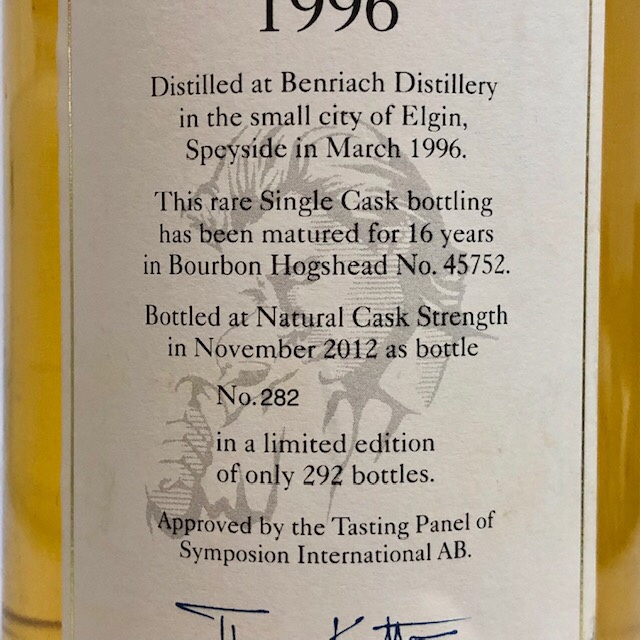 1996
Distilled at Benriach Distillery
in the small city of Elgin,
Speyside in March 1996.
This rare Single Cask bottling
has been matured for 16 years
in Bourbon Hogshead No. 45752.
Bottled at Natural Cask Strength
in November 2012 as bottle
No. 282
in a limited edition
of only 292 bottles.
Approved by the Tasting Panel of
Symposion International AB.